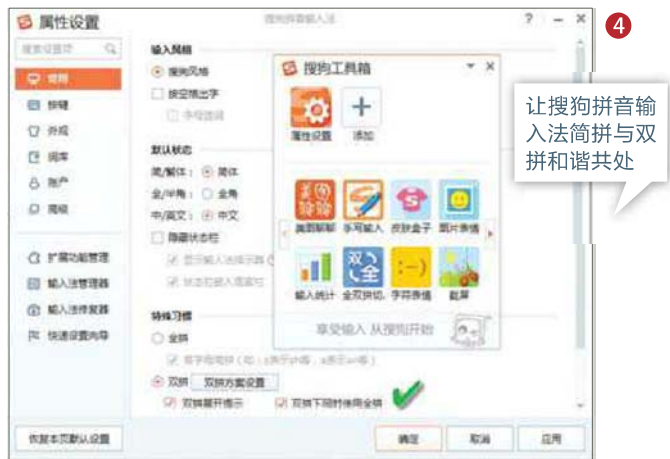 属性设置
搜狗拼音输入法
? － ×
4
搜索设置项
常用
按键
外观
词库
账户
高级
扩展功能管理
输入法管理器
输入法修复器
快速设置向导
输入风格
搜狗风格
按空格出字
默认状态
简/繁体： 简体
全/半角： 全角
中/英文： 中文
隐藏状态栏
特殊习惯
全拼
双拼 双拼方案设置
双拼展开提示 双拼下同时使用全拼
搜狗工具箱
属性设置 添加
美图聊聊 手写输入 皮肤盒子 图片表情
输入统计 全双拼切. 字符表情 截屏
享受输入 从搜狗开始
让搜狗拼音输
入法简拼与双
拼和谐共处
恢复本页默认设置 确定 取消 应用